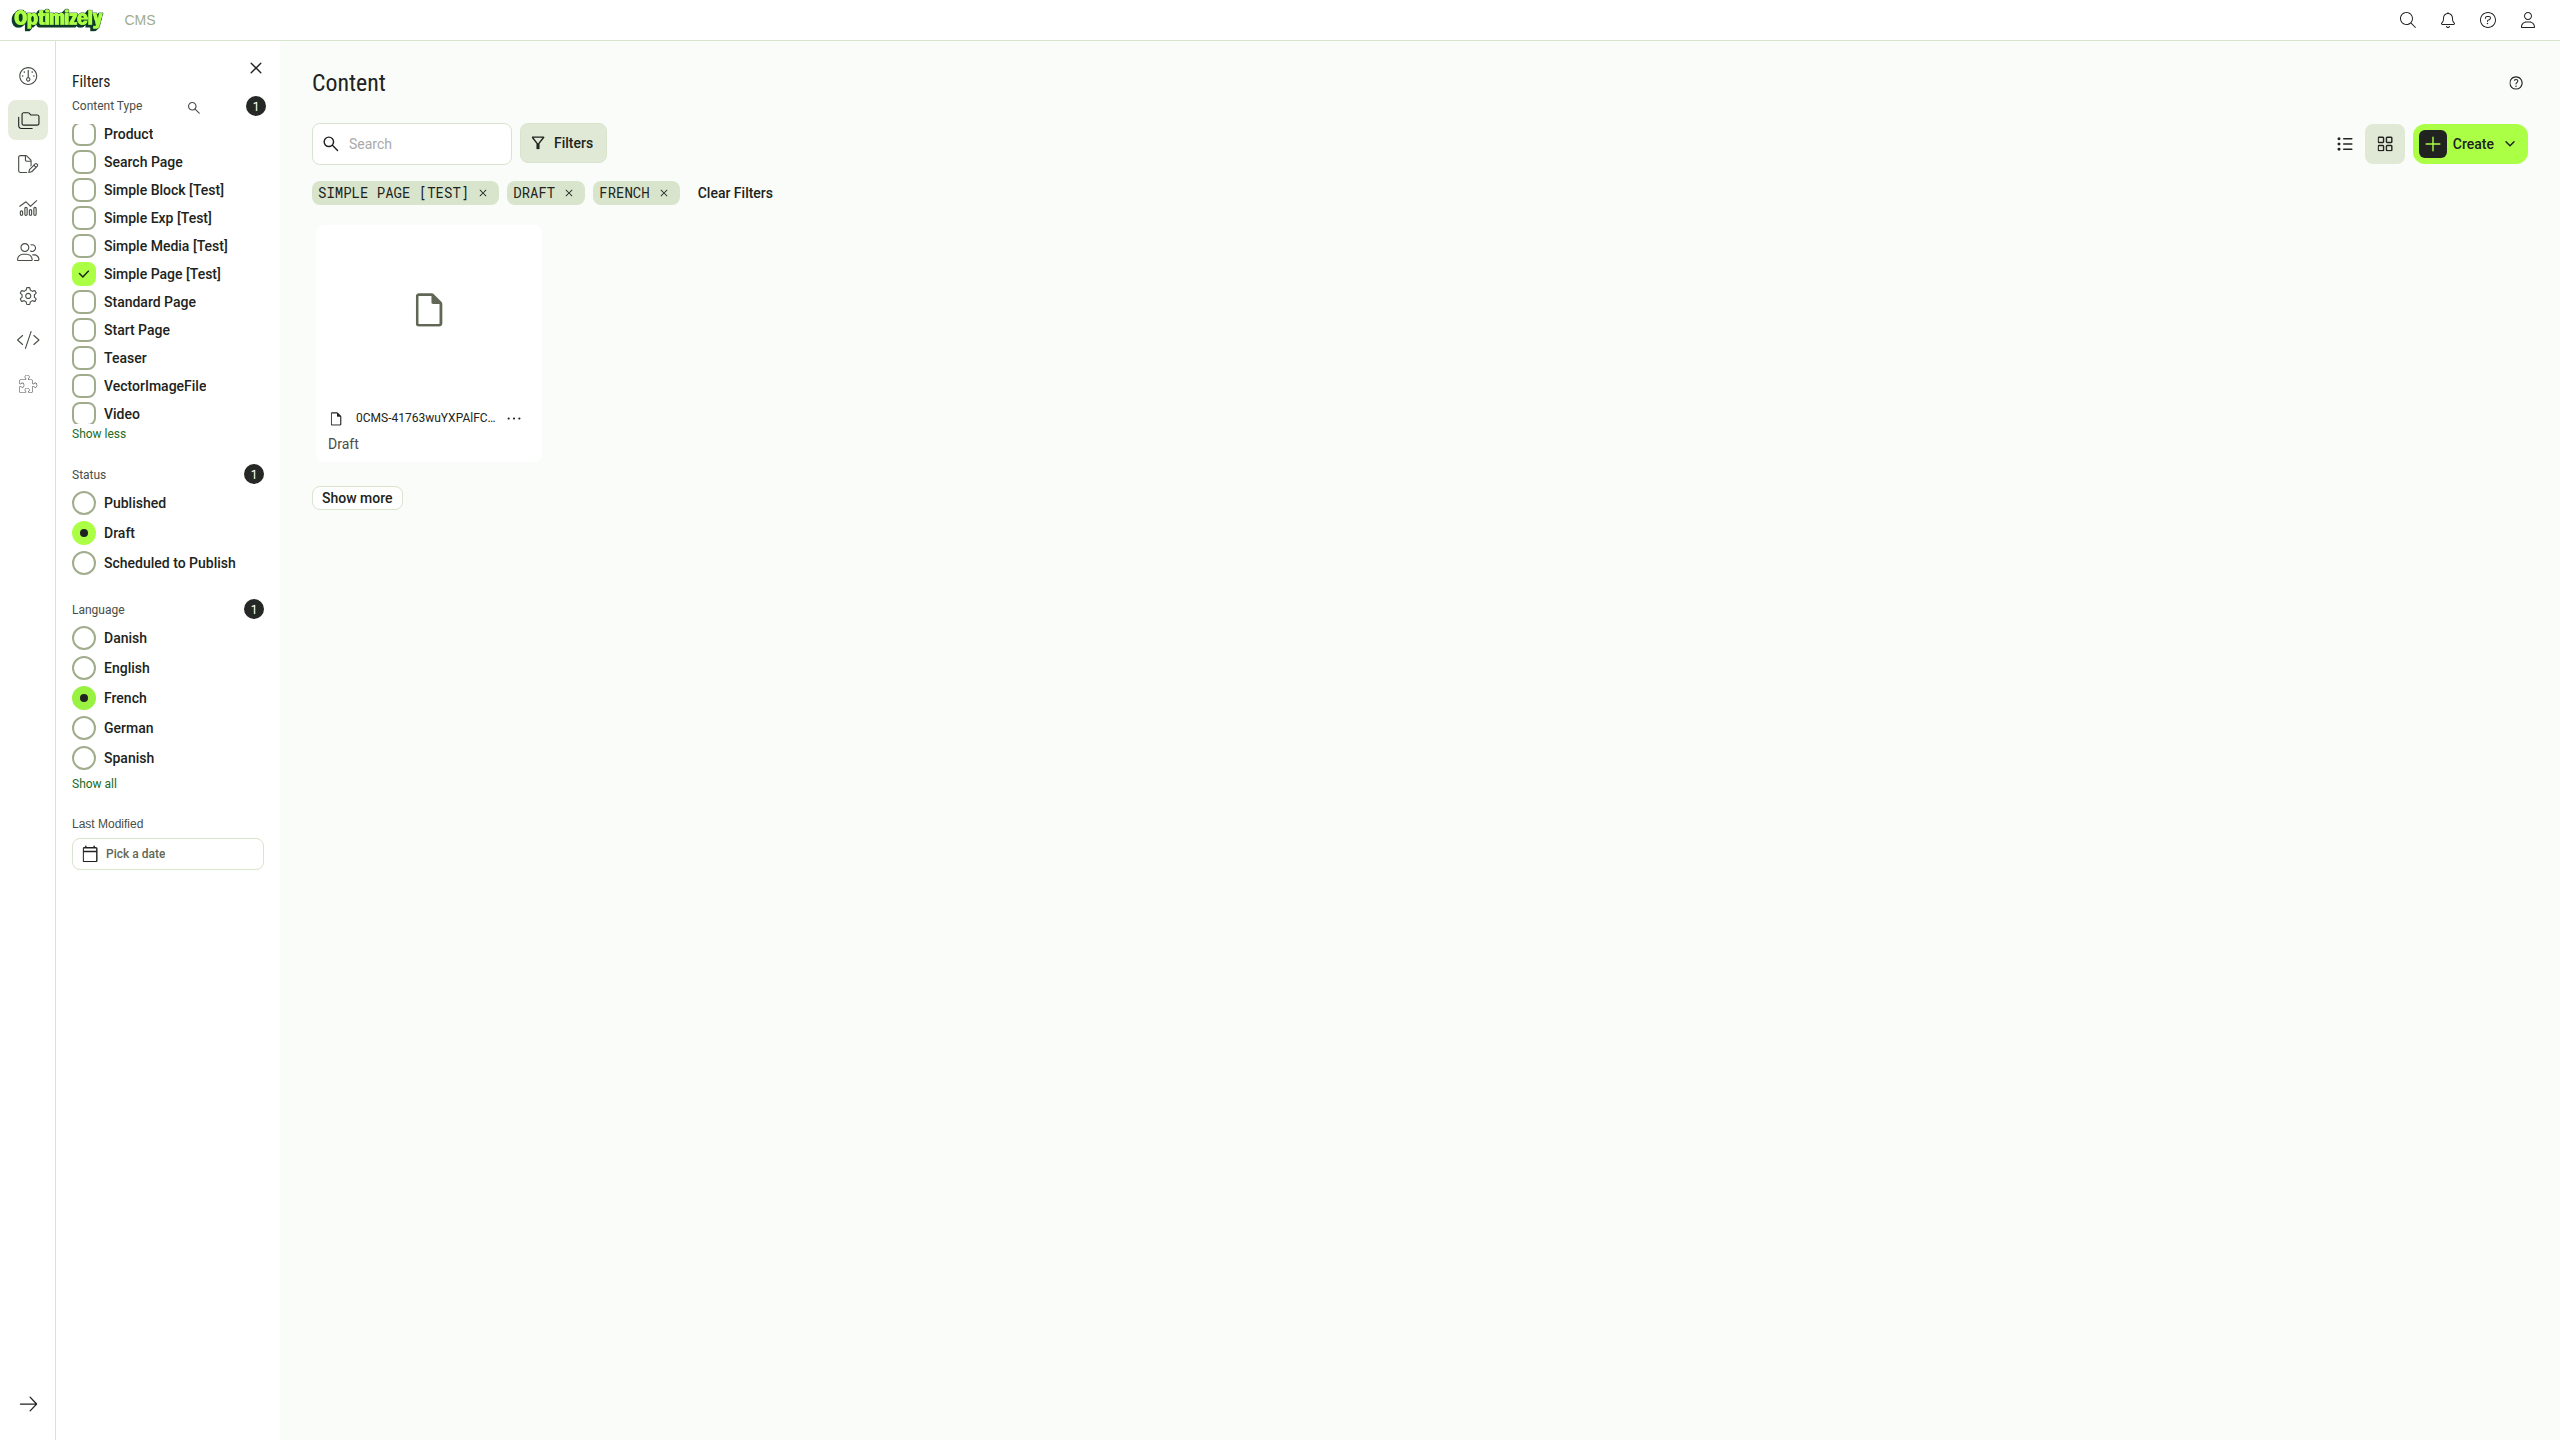 Optimizely CMS
Filters
Content Type 1
Product
Search Page
Simple Block [Test]
Simple Exp [Test]
Simple Media [Test]
Simple Page [Test]
Standard Page
Start Page
Teaser
VectorImageFile
Video
Show less
Status 1
Published
Draft
Scheduled to Publish
Language 1
Danish
English
French
German
Spanish
Show all
Last Modified
Pick a date
Content
Search Filters Create
SIMPLE PAGE [TEST] DRAFT FRENCH Clear Filters
0CMS-41763wuYXPAlFC...
Draft
Show more